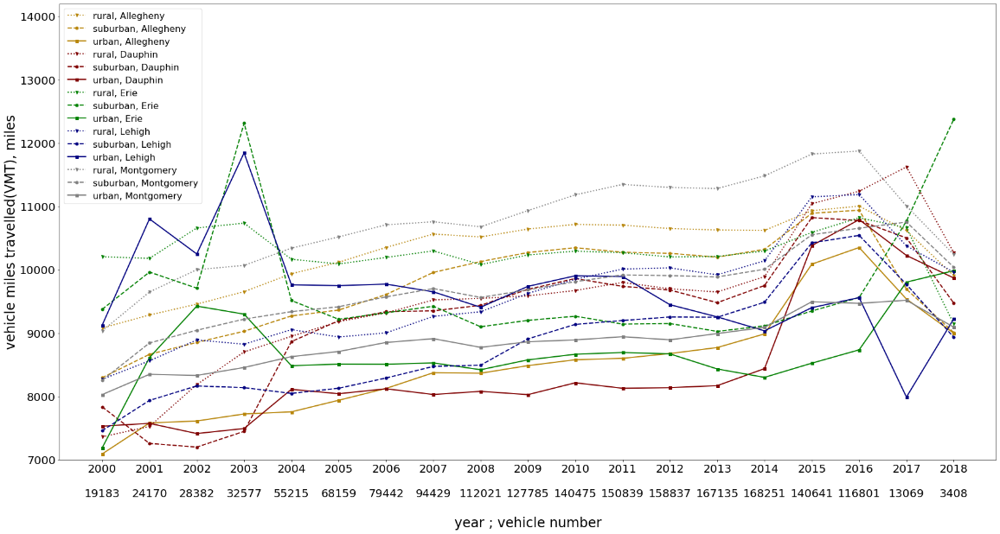 14000
13000
12000
11000
10000
9000
8000
7000
vehicle miles travelled(VMT), miles
rural, Allegheny
suburban, Allegheny
urban, Allegheny
rural, Dauphin
suburban, Dauphin
urban, Dauphin
rural, Erie
suburban, Erie
urban, Erie
rural, Lehigh
suburban, Lehigh
urban, Lehigh
rural, Montgomery
suburban, Montgomery
urban, Montgomery
2000 2001 2002 2003 2004 2005 2006 2007 2008 2009 2010 2011 2012 2013 2014 2015 2016 2017 2018
19183 24170 28382 32577 55215 68159 79442 94429 112021 127785 140475 150839 158837 167135 168251 140641 116801 13069 3408
year ; vehicle number